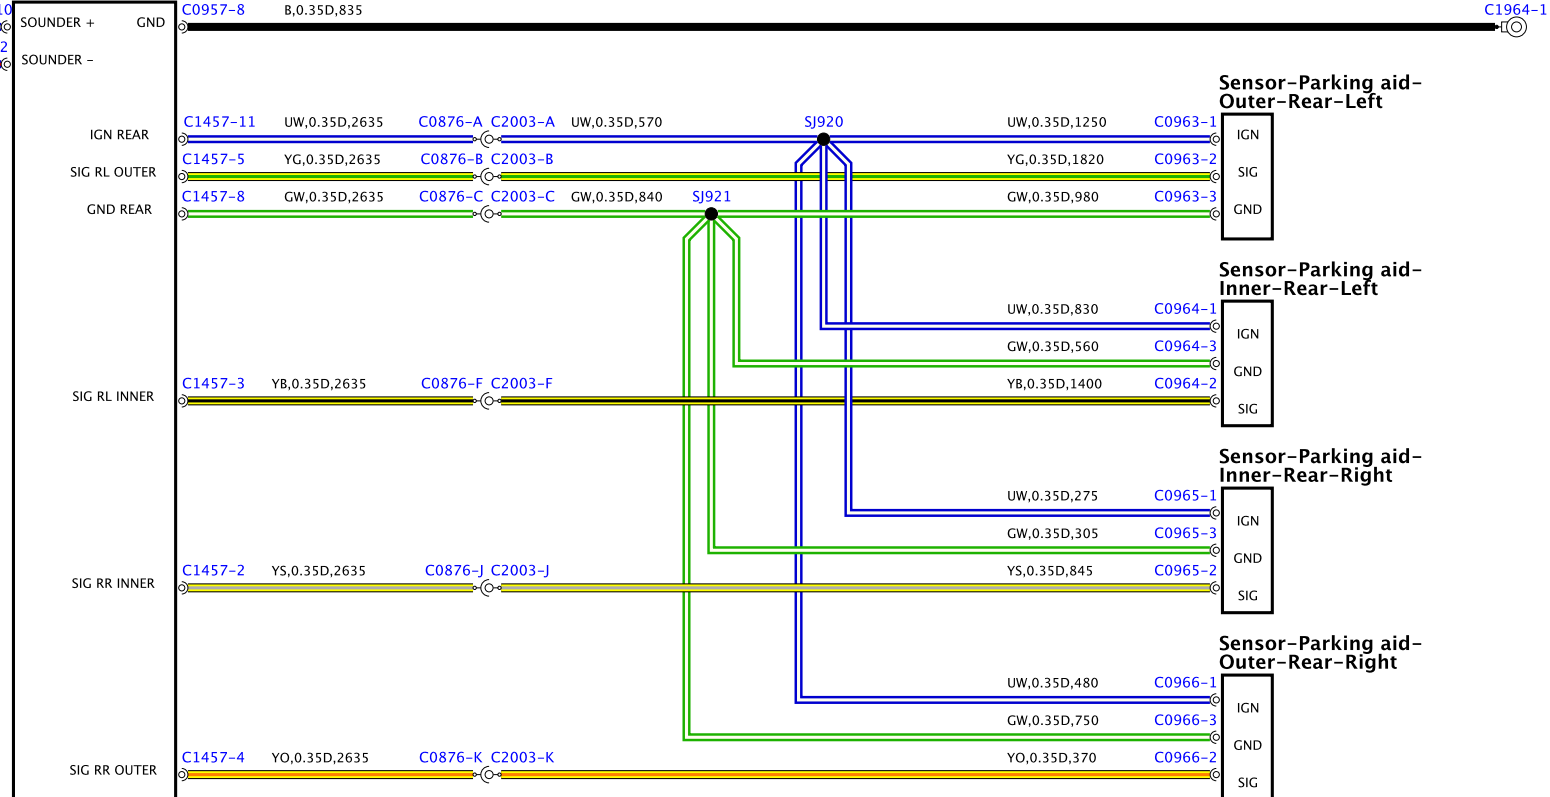 10 C0957-8 B,0.35D,835 C1964-1
SOUNDER + GND
2
SOUNDER -
Sensor-Parking aid-
Outer-Rear-Left
C1457-11 UW,0.35D,2635 C0876-A C2003-A UW,0.35D,570 SJ920 UW,0.35D,1250 C0963-1
IGN REAR IGN
C1457-5 YG,0.35D,2635 C0876-B C2003-B YG,0.35D,1820 C0963-2
SIG RL OUTER SIG
C1457-8 GW,0.35D,2635 C0876-C C2003-C GW,0.35D,840 SJ921 GW,0.35D,980 C0963-3
GND REAR GND
Sensor-Parking aid-
Inner-Rear-Left
UW,0.35D,830 C0964-1
IGN
GW,0.35D,560 C0964-3
GND
C1457-3 YB,0.35D,2635 C0876-F C2003-F YB,0.35D,1400 C0964-2
SIG RL INNER SIG
Sensor-Parking aid-
Inner-Rear-Right
UW,0.35D,275 C0965-1
IGN
GW,0.35D,305 C0965-3
GND
C1457-2 YS,0.35D,2635 C0876-J C2003-J YS,0.35D,845 C0965-2
SIG RR INNER SIG
Sensor-Parking aid-
Outer-Rear-Right
UW,0.35D,480 C0966-1
IGN
GW,0.35D,750 C0966-3
GND
C1457-4 YO,0.35D,2635 C0876-K C2003-K YO,0.35D,370 C0966-2
SIG RR OUTER SIG